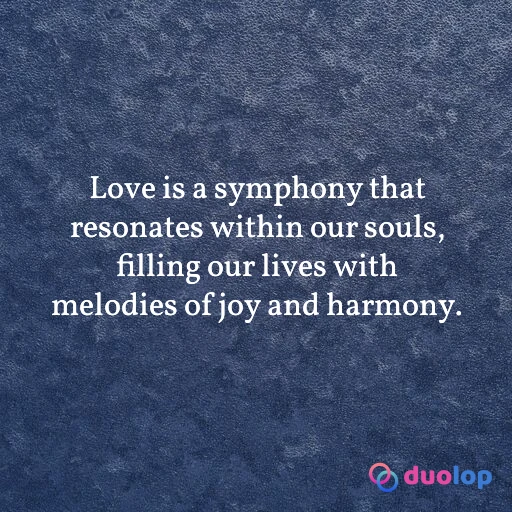 Love is a symphony that
resonates within our souls,
filling our lives with
melodies of joy and harmony.
duolop